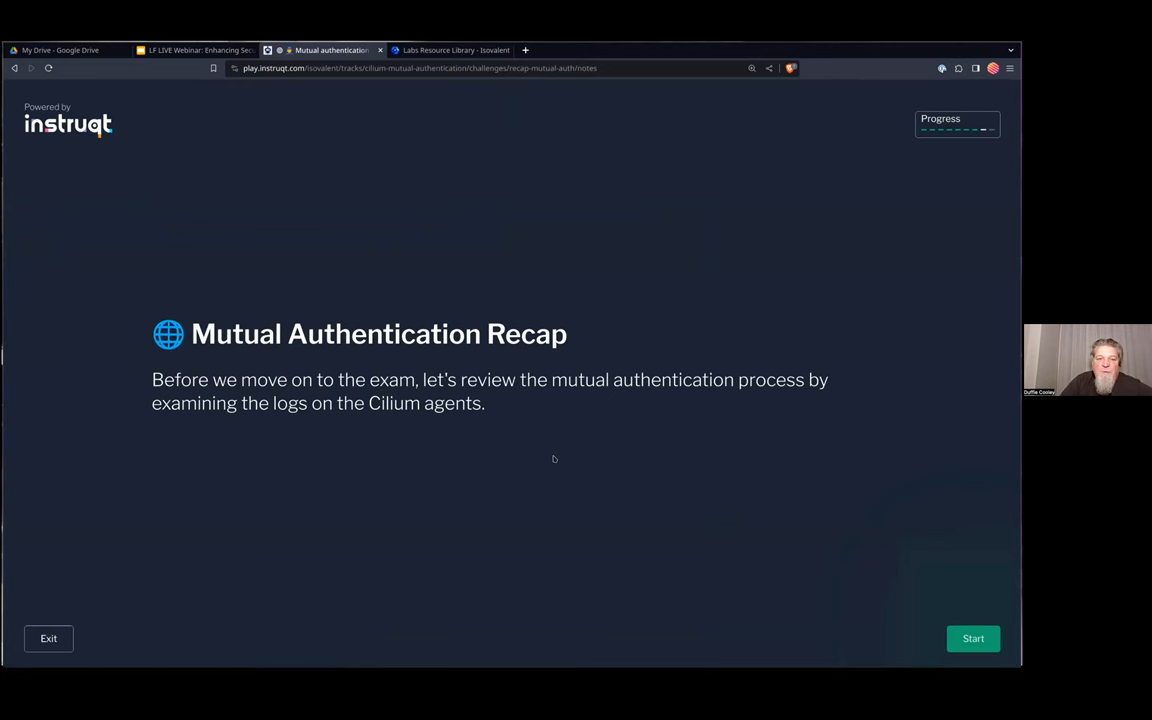 My Drive - Google Drive
LF LIVE Webinar: Enhancing Secu
Mutual authentication
Labs Resource Library - Isovalent
play.instruqt.com/isovalent/tracks/cilium-mutual-authentication/challenges/recap-mutual-auth/notes
Powered by
instruqt
Progress
Mutual Authentication Recap
Before we move on to the exam, let's review the mutual authentication process by
examining the logs on the Cilium agents.
Duffie Cooley
Exit
Start